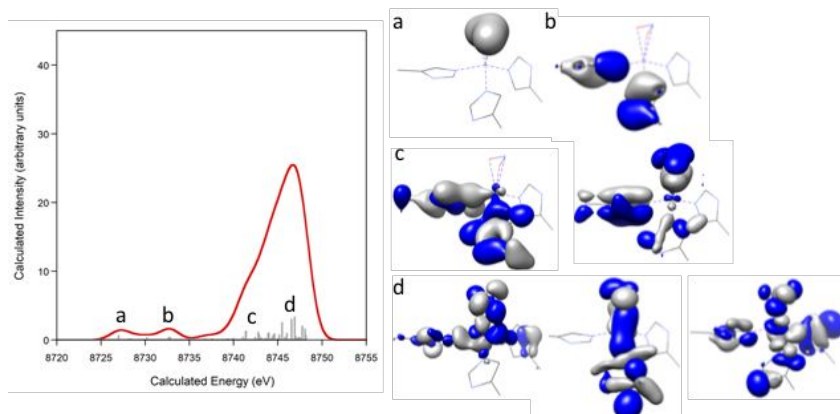 a
b
40
30
20
10
0
Calculated Intensity (arbitrary units)
a
b
c
d
8720
8725
8730
8735
8740
8745
8750
8755
Calculated Energy (eV)
c
d